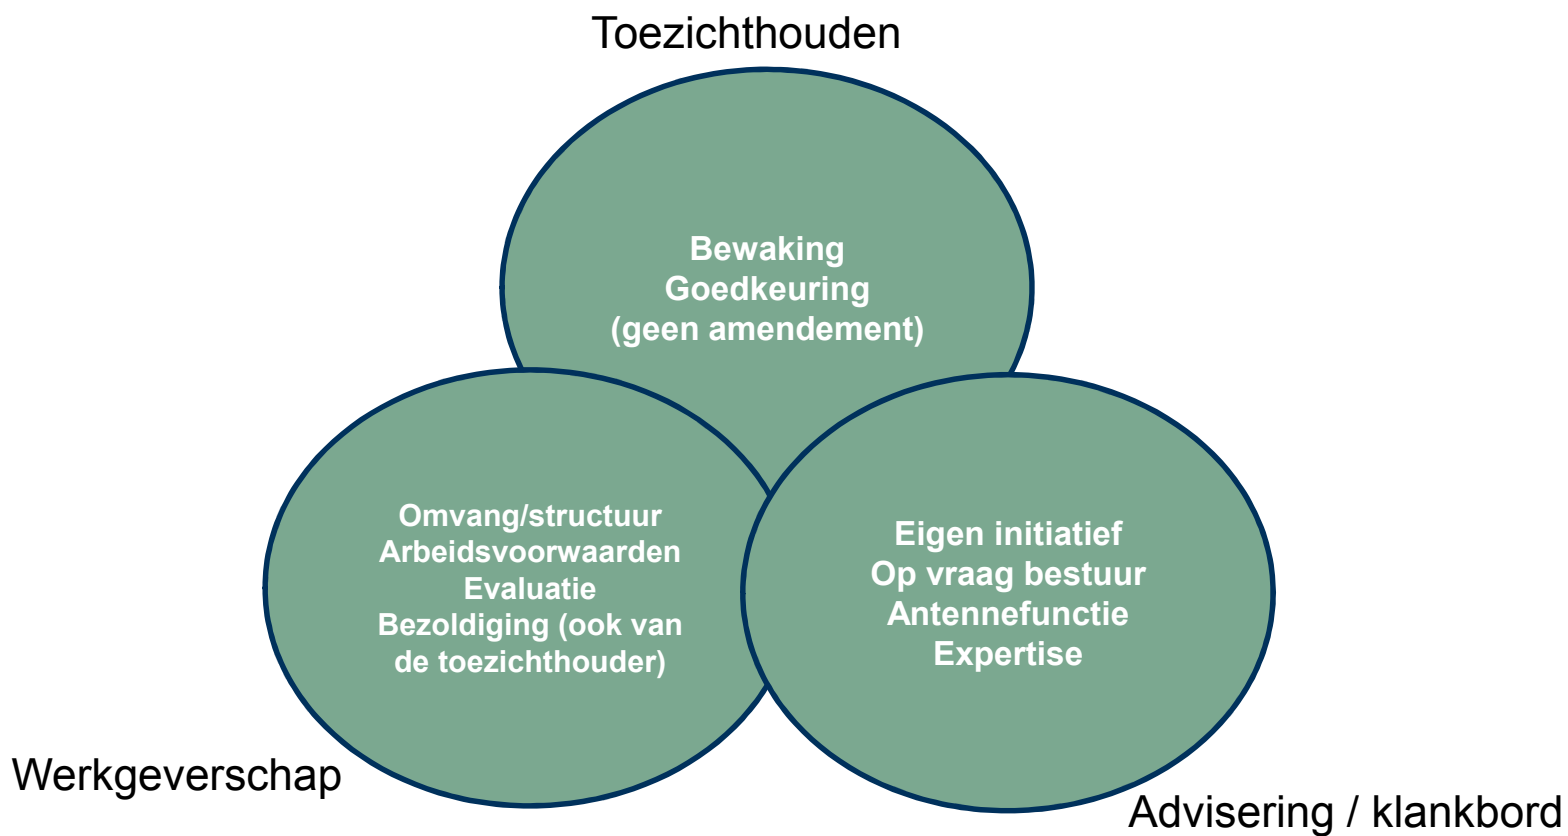 Toezichthouden
Bewaking
Goedkeuring
(geen amendement)
Omvang/structuur
Arbeidsvoorwaarden
Evaluatie
Bezoldiging (ook van
de toezichthouder)
Eigen initiatief
Op vraag bestuur
Antennefunctie
Expertise
Werkgeverschap
Advisering / klankbord